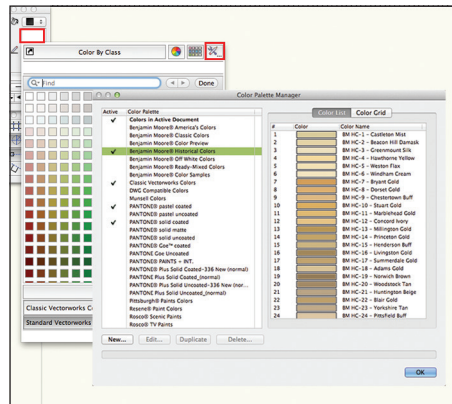 Color By Class
Find
Done
Color Palette Manager
Active Color Palette
Colors in Active Document
Benjamin Moore® America's Colors
Benjamin Moore® Classic Colors
Benjamin Moore® Color Preview
Benjamin Moore® Historical Colors
Benjamin Moore® Off White Colors
Benjamin Moore® Ready-Mixed Colors
Benjamin Moore® Color Samples
Classic Vectorworks Colors
DWG Compatible Colors
Munsell Colors
PANTONE® pastel coated
PANTONE® pastel uncoated
PANTONE® solid coated
PANTONE® solid matte
PANTONE® solid uncoated
PANTONE® Goe™ coated
PANTONE Goe Uncoated
PANTONE® PAINTS + INT.
PANTONE Plus Solid Coated-336 New (normal)
PANTONE Plus Solid Coated_(normal)
PANTONE Plus Solid Uncoated-336 New (nor...
PANTONE Plus Solid Uncoated_(normal)
Pittsburgh® Paints Colors
Resene® Paint Colors
Rosco® Scenic Paints
Rosco® TV Paints
Color List Color Grid
# Color Color Name
1 BM HC-1 - Castleton Mist
2 BM HC-2 - Beacon Hill Damask
3 BM HC-3 - Greenmount Silk
4 BM HC-4 - Hawthorne Yellow
5 BM HC-5 - Weston Flax
6 BM HC-6 - Windham Cream
7 BM HC-7 - Bryant Gold
8 BM HC-8 - Dorset Gold
9 BM HC-9 - Chestertown Buff
10 BM HC-10 - Stuart Gold
11 BM HC-11 - Marblehead Gold
12 BM HC-12 - Concord Ivory
13 BM HC-13 - Millington Gold
14 BM HC-14 - Princeton Gold
15 BM HC-15 - Henderson Buff
16 BM HC-16 - Livingston Gold
17 BM HC-17 - Summerdale Gold
18 BM HC-18 - Adams Gold
19 BM HC-19 - Norwich Brown
20 BM HC-20 - Woodstock Tan
21 BM HC-21 - Huntington Beige
22 BM HC-22 - Blair Gold
23 BM HC-23 - Yorkshire Tan
24 BM HC-24 - Pittsfield Buff
Classic Vectorworks C
Standard Vectorworks
New... Edit... Duplicate Delete...
OK